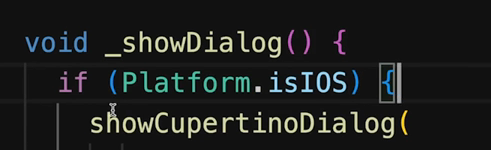 void _showDialog() {
if (Platform.isIOS) {
showCupertinoDialog(